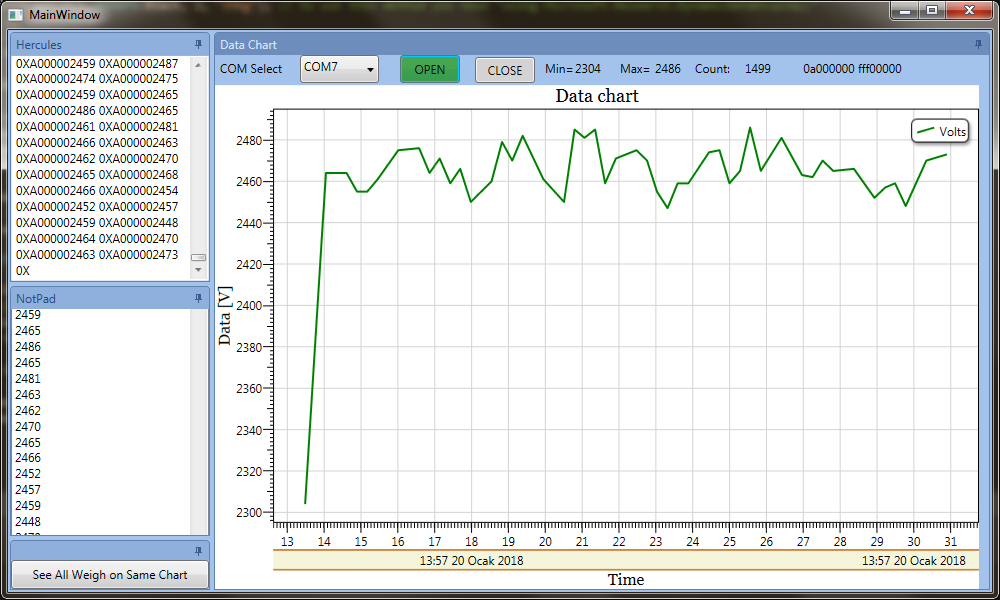 MainWindow
Hercules
0XA000002459 0XA000002487
0XA000002474 0XA000002475
0XA000002459 0XA000002465
0XA000002486 0XA000002465
0XA000002461 0XA000002481
0XA000002466 0XA000002463
0XA000002462 0XA000002470
0XA000002465 0XA000002468
0XA000002466 0XA000002454
0XA000002452 0XA000002457
0XA000002459 0XA000002448
0XA000002464 0XA000002470
0XA000002463 0XA000002473
0X
NotPad
2459
2465
2486
2465
2481
2463
2462
2470
2465
2466
2452
2457
2459
2448
See All Weigh on Same Chart
Data Chart
COM Select COM7 OPEN CLOSE Min= 2304 Max= 2486 Count: 1499 0a000000 fff00000
Data chart
Volts
Data [V]
2480
2460
2440
2420
2400
2380
2360
2340
2320
2300
13 14 15 16 17 18 19 20 21 22 23 24 25 26 27 28 29 30 31
13:57 20 Ocak 2018 13:57 20 Ocak 2018
Time